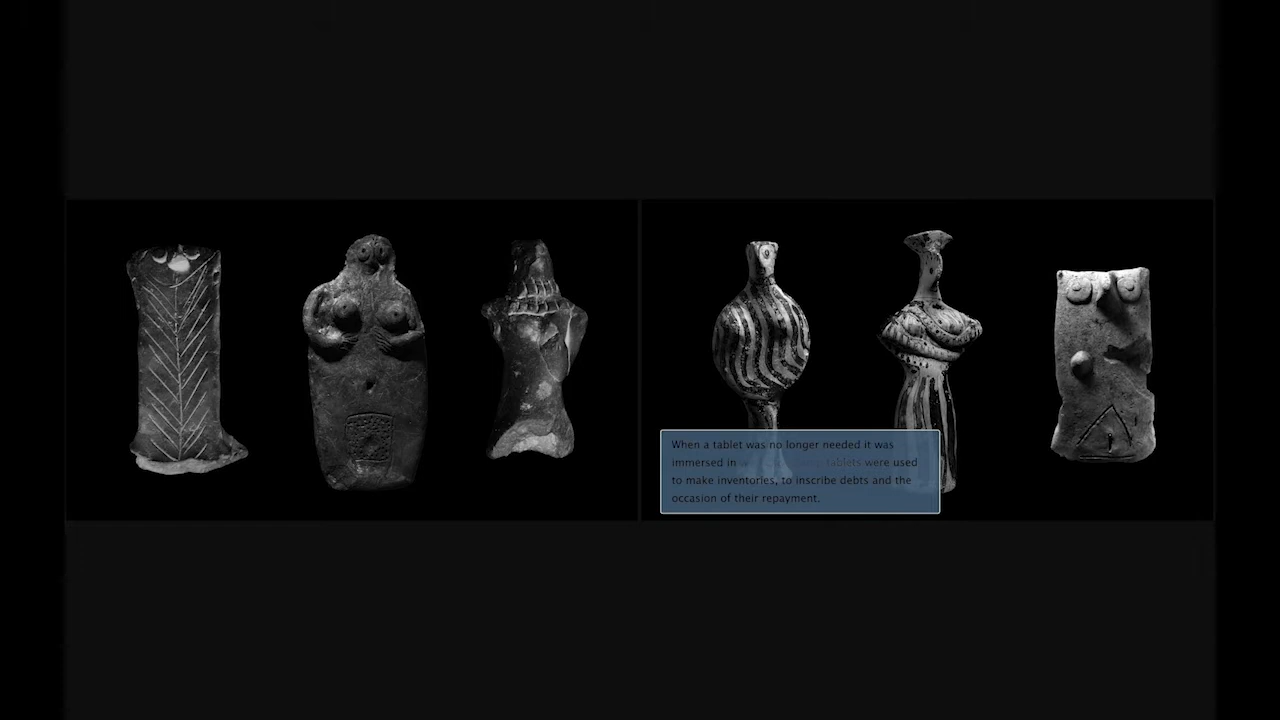 When a tablet was no longer needed it was
immersed in tablets were used
to make inventories, to inscribe debts and the
occasion of their repayment.